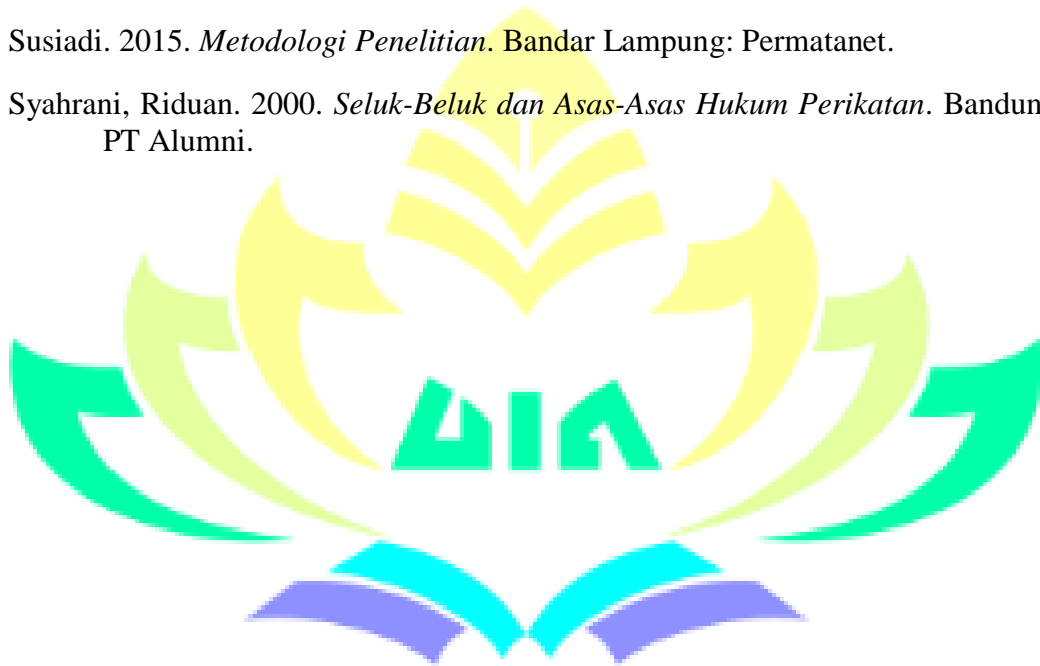 Susiadi. 2015. Metodologi Penelitian. Bandar Lampung: Permatanet.
Syahrani, Riduan. 2000. Seluk-Beluk dan Asas-Asas Hukum Perikatan. Bandun
PT Alumni.